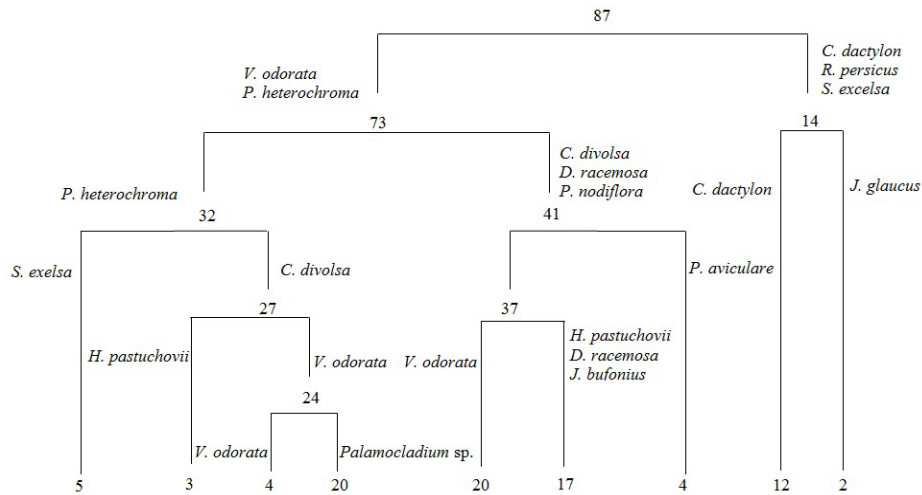 87
C. dactylon
R. persicus
S. excelsa
V. odorata
P. heterochroma
73
14
C. divolsa
D. racemosa
P. nodiflora
P. heterochroma
C. dactylon
J. glaucus
32
41
S. exelsa
C. divolsa
P. aviculare
27
37
H. pastuchovii
V. odorata
V. odorata
H. pastuchovii
D. racemosa
J. bufonius
24
V. odorata
Palamocladium sp.
5 3 4 20 20 17 4 12 2